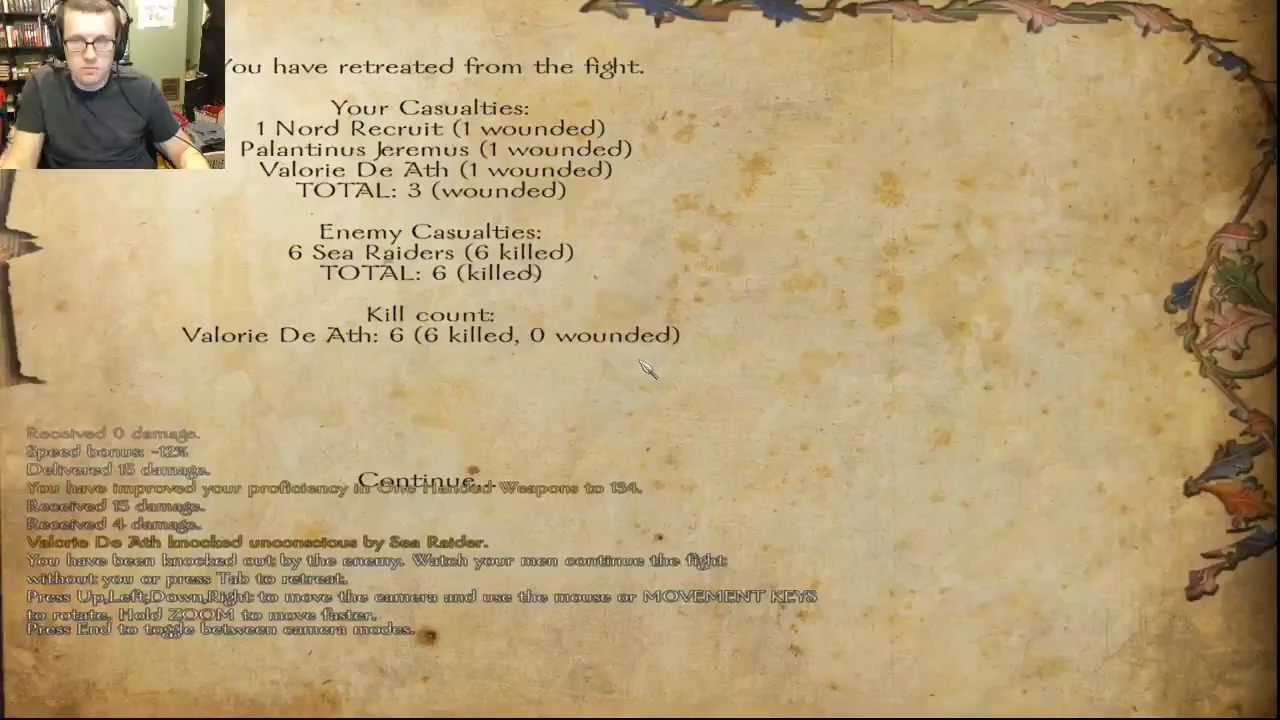 You have retreated from the fight.
Your Casualties:
1 Nord Recruit (1 wounded)
Palantinus Jeremus (1 wounded)
Valorie De Ath (1 wounded)
TOTAL: 3 (wounded)
Enemy Casualties:
6 Sea Raiders (6 killed)
TOTAL: 6 (killed)
Kill count:
Valorie De Ath: 6 (6 killed, 0 wounded)
Received 0 damage.
Speed bonus: -12%
Delivered 15 damage.
Continue...
You have improved your proficiency in One Handed Weapons to 134.
Received 15 damage.
Received 4 damage.
Valorie De Ath knocked unconscious by Sea Raider.
You have been knocked out by the enemy. Watch your men continue the fight
without you or press Tab to retreat.
Press Up,Left,Down,Right to move the camera and use the mouse or MOVEMENT KEYS
to rotate. Hold ZOOM to move faster.
Press End to toggle between camera modes.